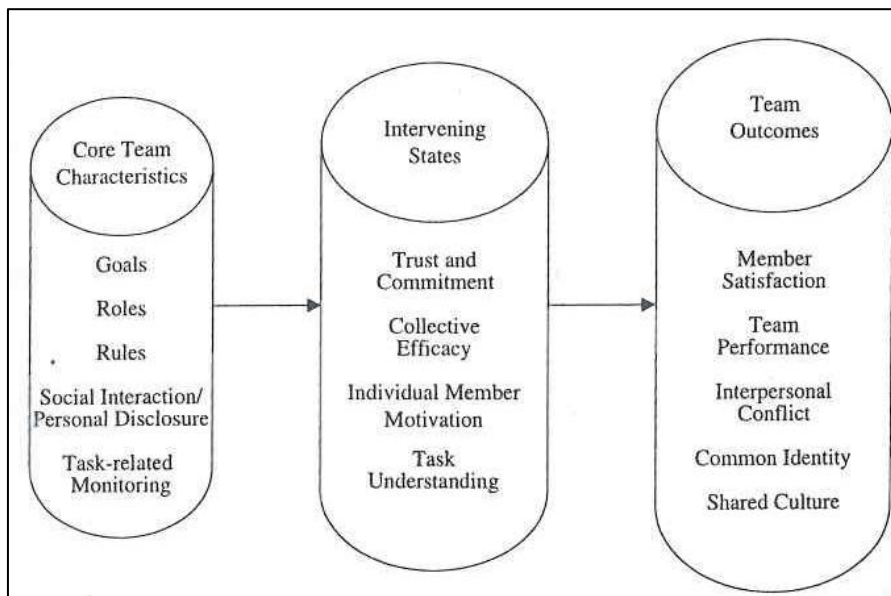 Core Team
Characteristics
Goals
Roles
Rules
Social Interaction/
Personal Disclosure
Task-related
Monitoring
Intervening
States
Trust and
Commitment
Collective
Efficacy
Individual Member
Motivation
Task
Understanding
Team
Outcomes
Member
Satisfaction
Team
Performance
Interpersonal
Conflict
Common Identity
Shared Culture